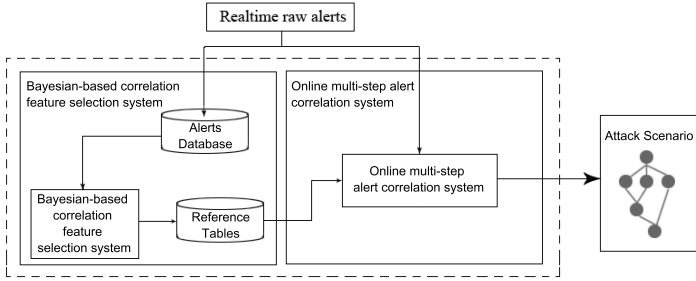 Realtime raw alerts
Bayesian-based correlation
feature selection system
Online multi-step alert
correlation system
Alerts
Database
Attack Scenario
Online multi-step
alert correlation system
Bayesian-based
correlation
feature
selection system
Reference
Tables